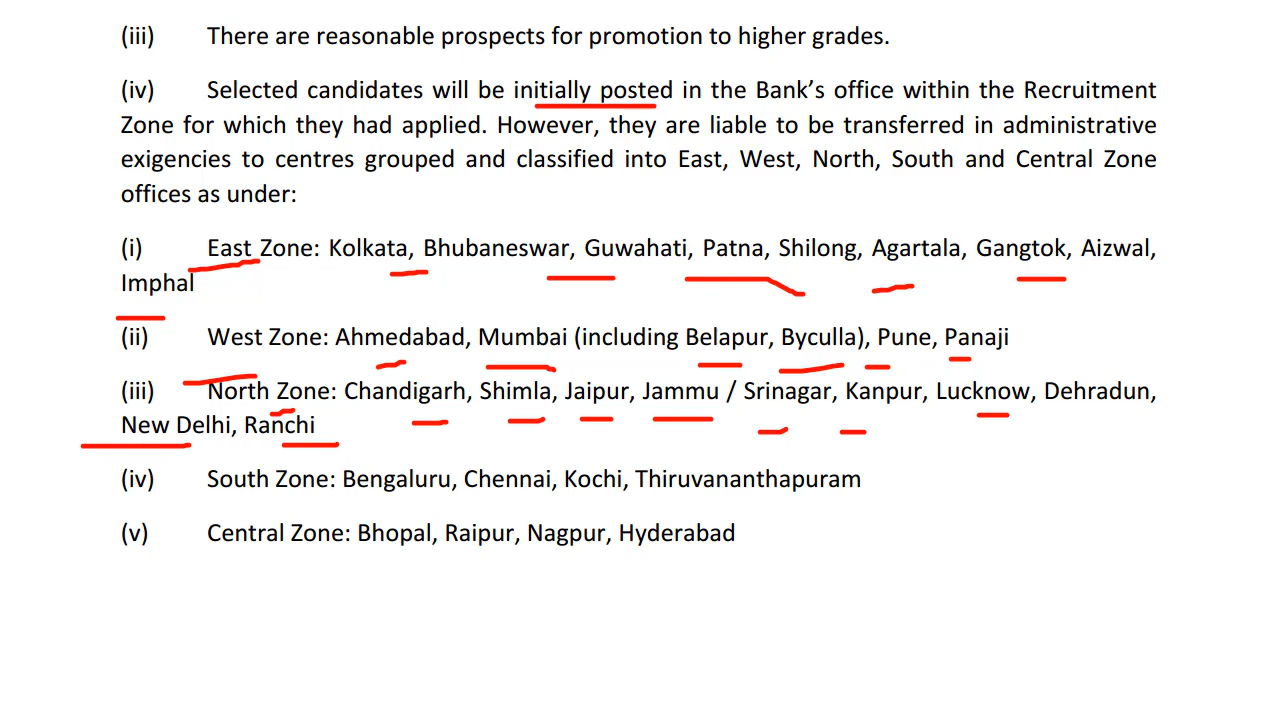 (iii) There are reasonable prospects for promotion to higher grades.
(iv) Selected candidates will be initially posted in the Bank’s office within the Recruitment
Zone for which they had applied. However, they are liable to be transferred in administrative
exigencies to centres grouped and classified into East, West, North, South and Central Zone
offices as under:
(i) East Zone: Kolkata, Bhubaneswar, Guwahati, Patna, Shilong, Agartala, Gangtok, Aizwal,
Imphal
(ii) West Zone: Ahmedabad, Mumbai (including Belapur, Byculla), Pune, Panaji
(iii) North Zone: Chandigarh, Shimla, Jaipur, Jammu / Srinagar, Kanpur, Lucknow, Dehradun,
New Delhi, Ranchi
(iv) South Zone: Bengaluru, Chennai, Kochi, Thiruvananthapuram
(v) Central Zone: Bhopal, Raipur, Nagpur, Hyderabad